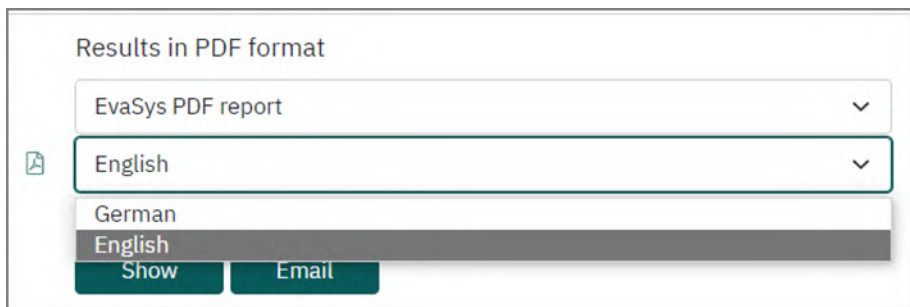 Results in PDF format
EvaSys PDF report
English
German
English
Show Email